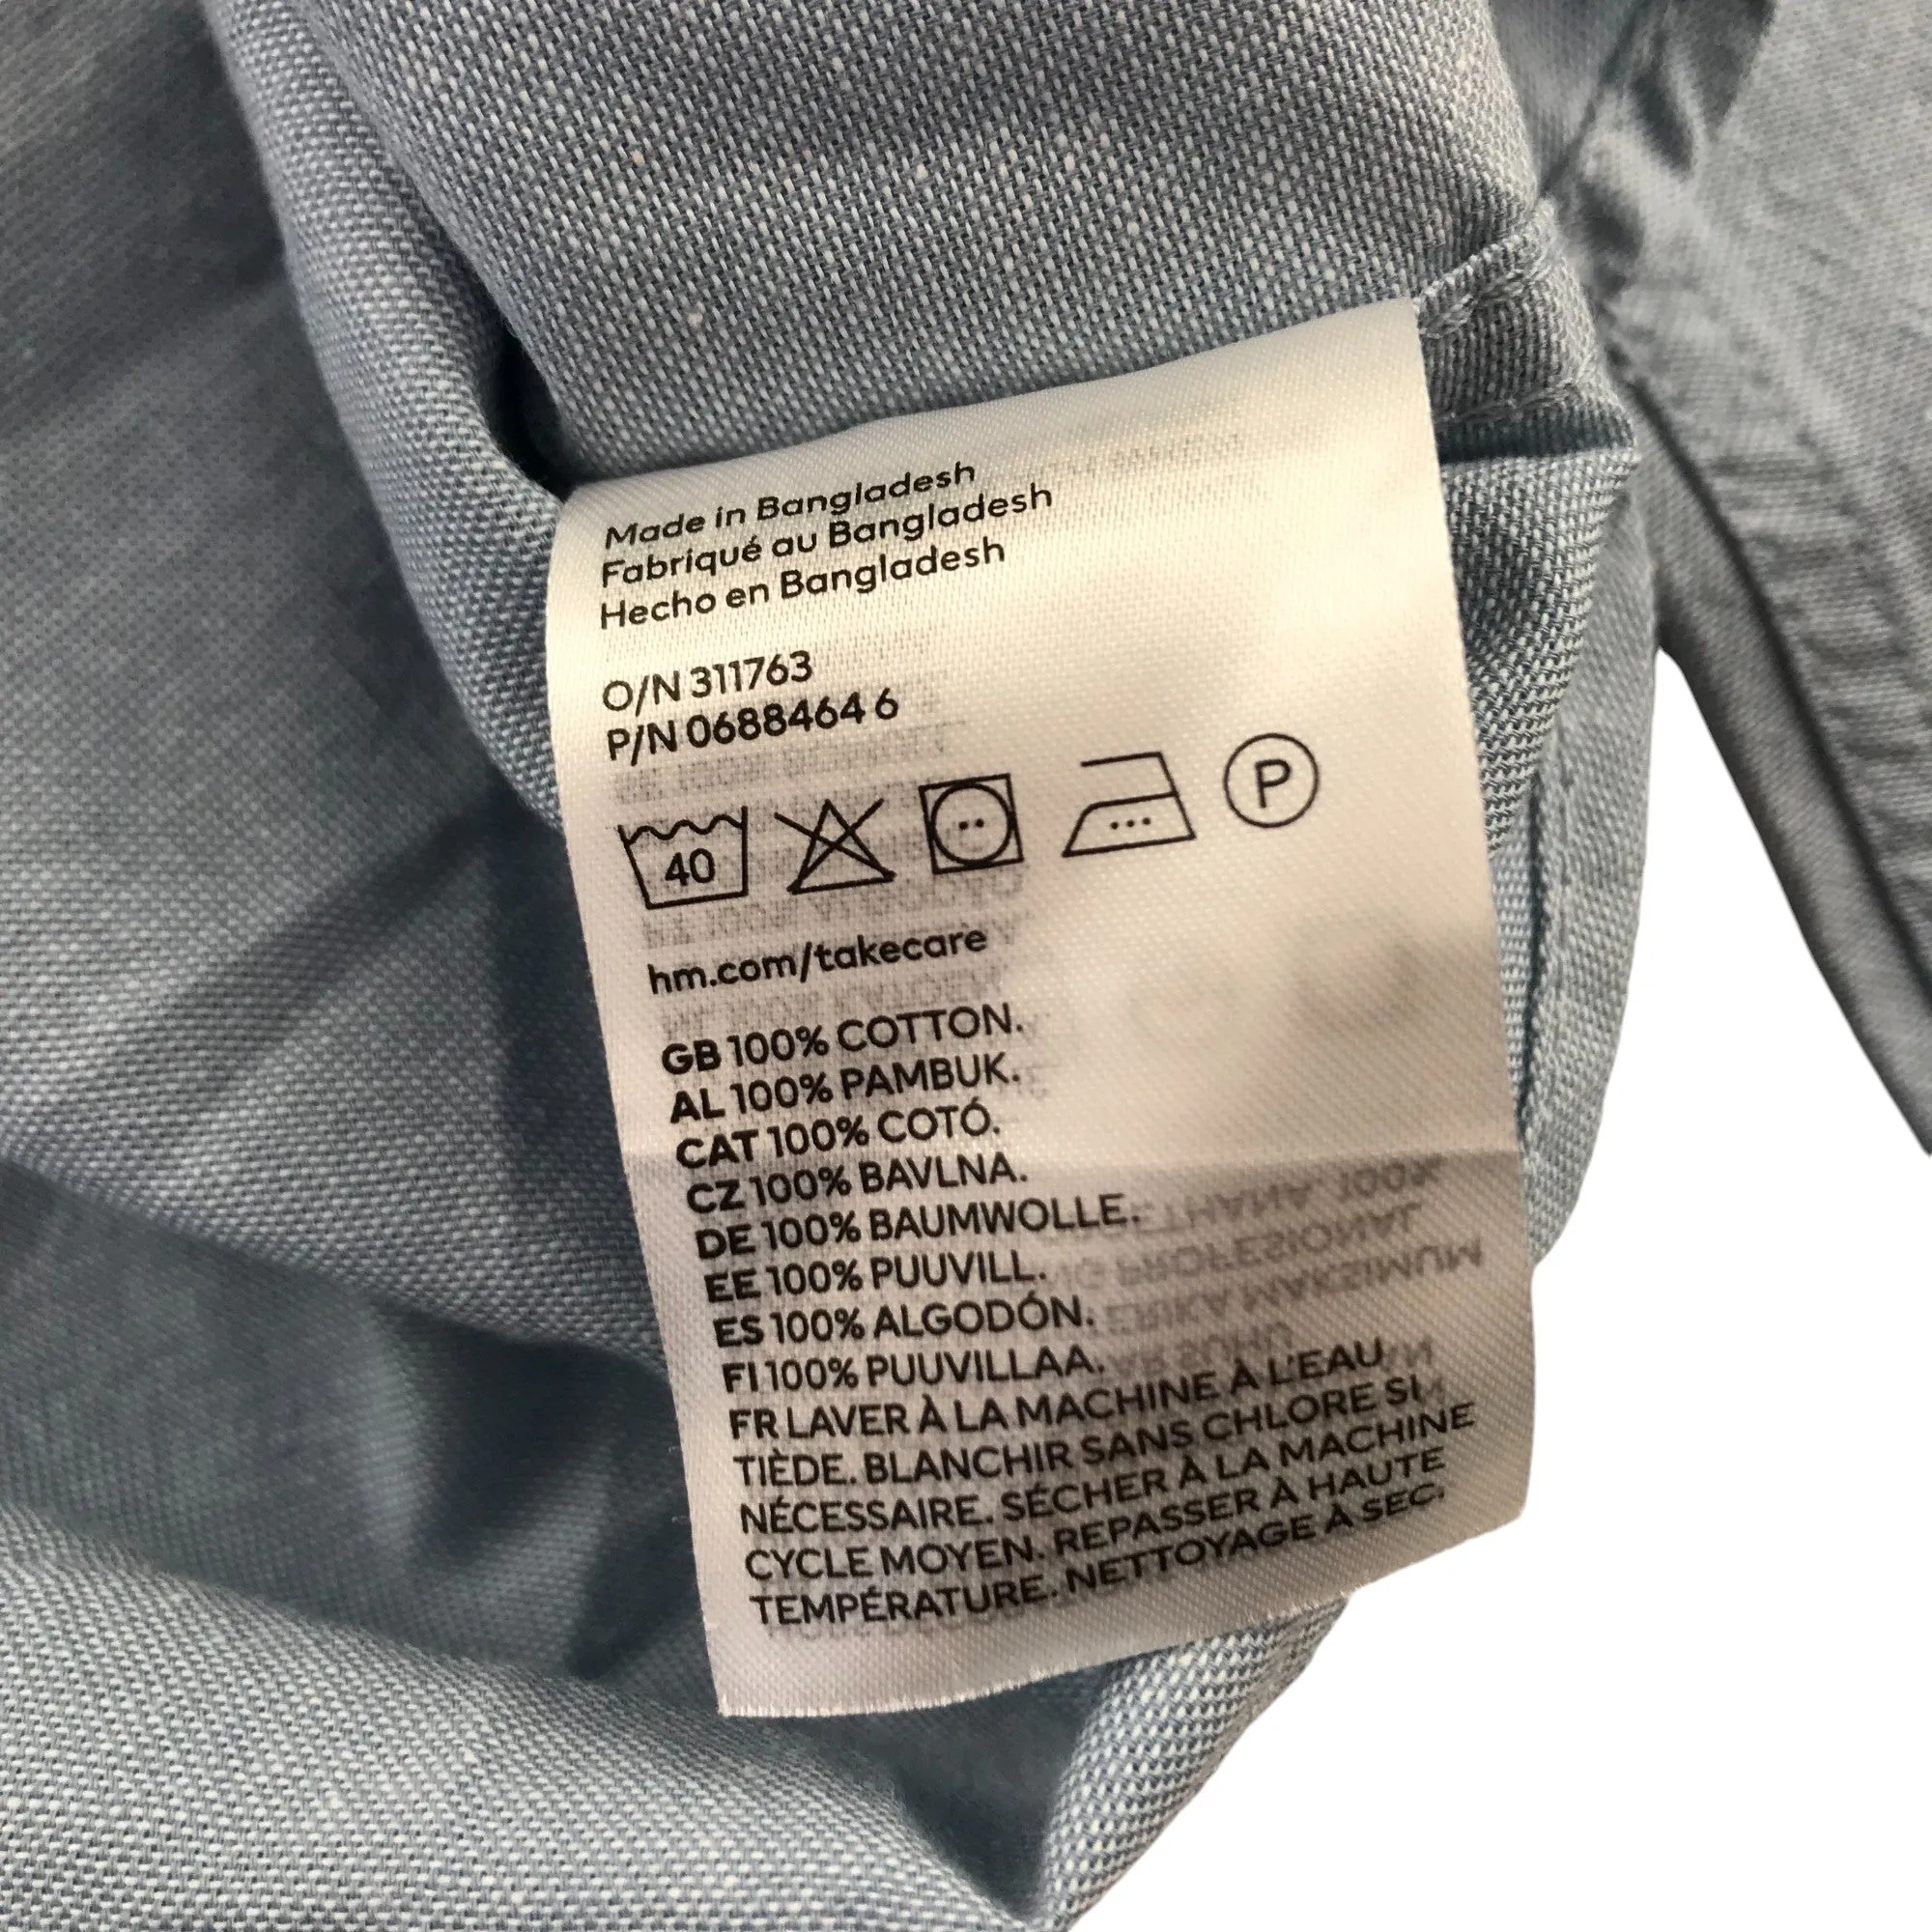 Made in Bangladesh
Fabriqué au Bangladesh
Hecho en Bangladesh
O/N 311763
P/N 0688464 6
40
P
hm.com/takecare
GB 100% COTTON.
AL 100% PAMBUK.
CAT 100% COTÓ.
CZ 100% BAVLNA.
DE 100% BAUMWOLLE.
EE 100% PUUVILL.
ES 100% ALGODÓN.
FI 100% PUUVILLAA.
FR LAVER À LA MACHINE À L'EAU
TIÈDE. BLANCHIR SANS CHLORE SI
NÉCESSAIRE. SÉCHER À LA MACHINE
CYCLE MOYEN. REPASSER À HAUTE
TEMPÉRATURE. NETTOYAGE À SEC.